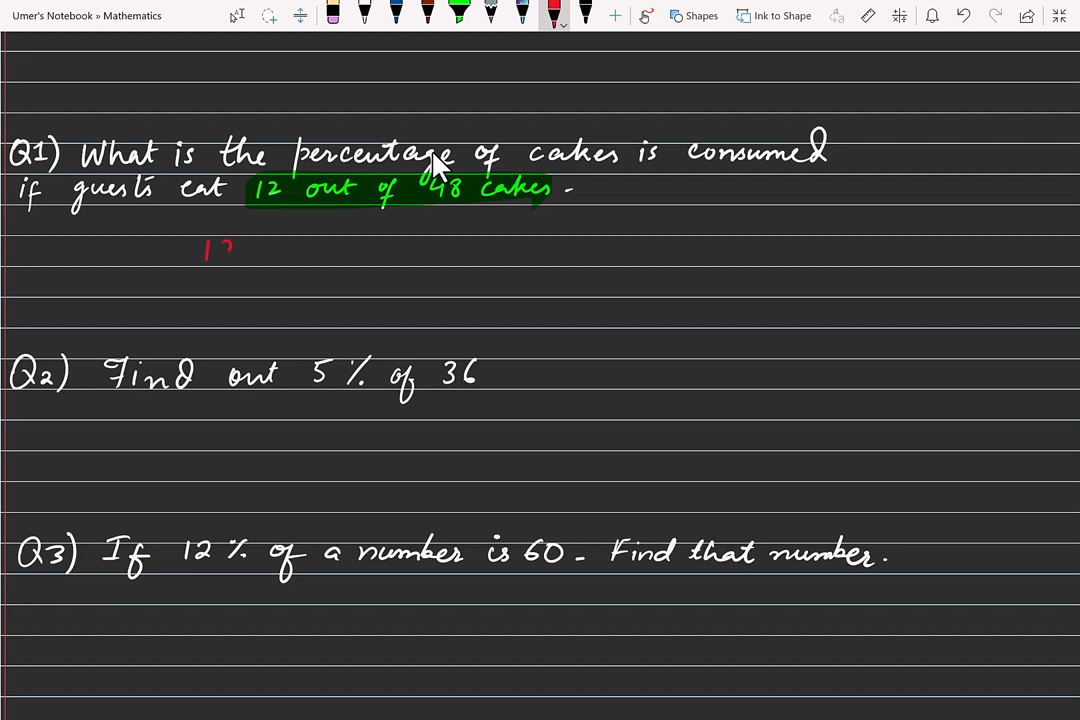 Umer's Notebook » Mathematics
Shapes
Ink to Shape
Q1) What is the percentage of cakes is consumed
if guests eat 12 out of 48 cakes.
Q2) Find out 5% of 36
Q3) If 12% of a number is 60. Find that number.